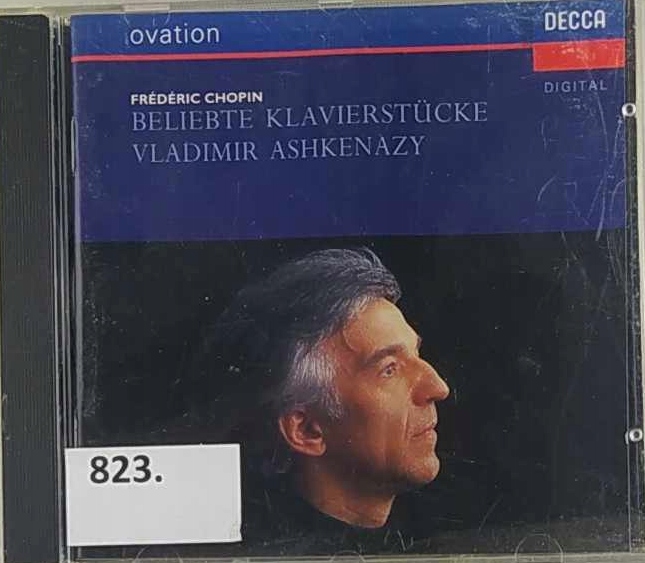 ovation
DECCA
DIGITAL
FRÉDÉRIC CHOPIN
BELIEBTE KLAVIERSTÜCKE
VLADIMIR ASHKENAZY
823.